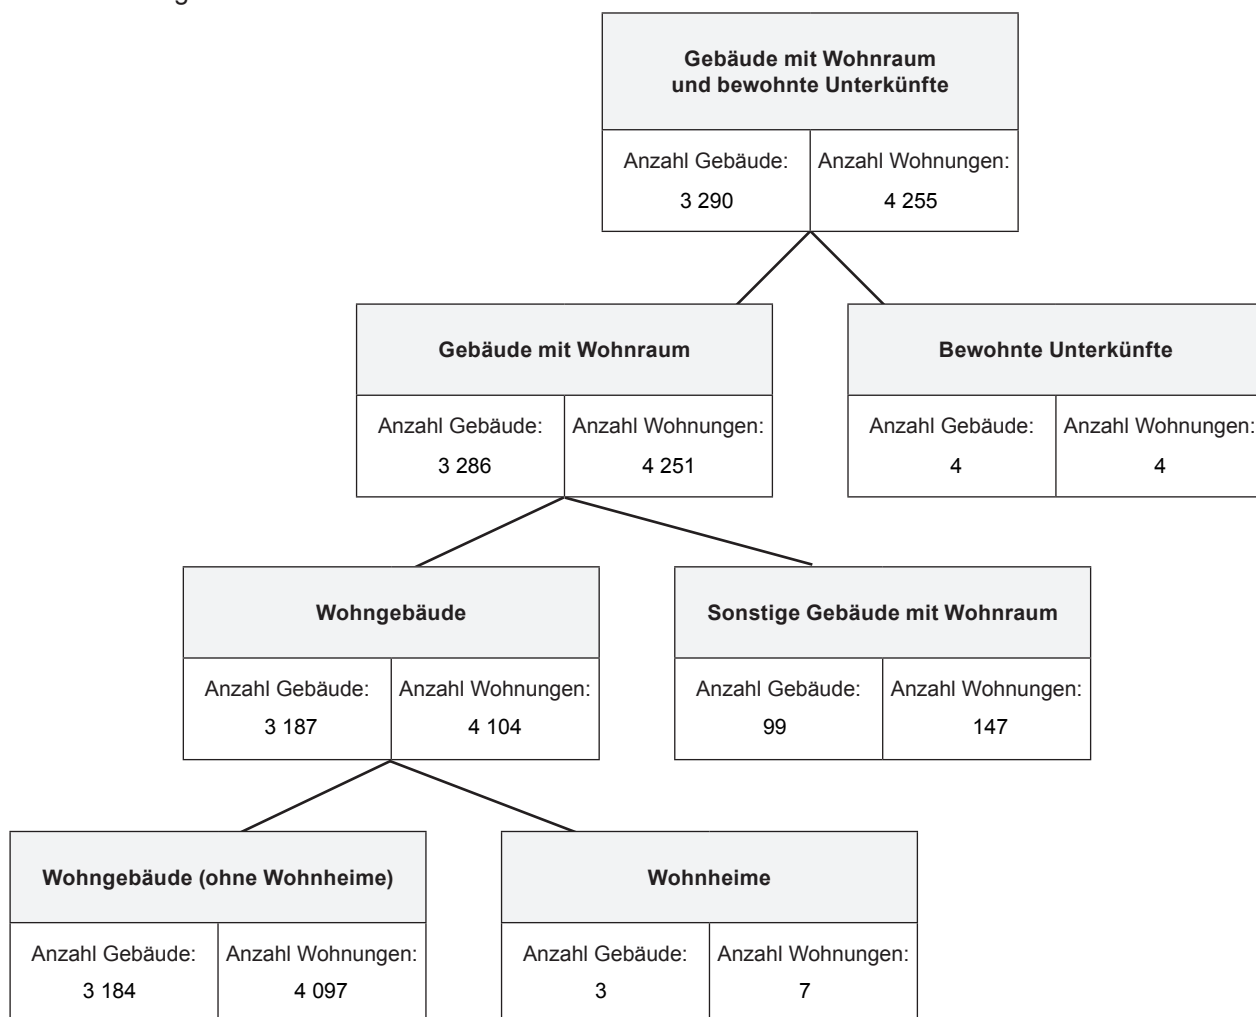 Gebäude mit Wohnraum
und bewohnte Unterkünfte
Anzahl Gebäude: Anzahl Wohnungen:
3 290 4 255
Gebäude mit Wohnraum Bewohnte Unterkünfte
Anzahl Gebäude: Anzahl Wohnungen: Anzahl Gebäude: Anzahl Wohnungen:
3 286 4 251 4 4
Wohngebäude Sonstige Gebäude mit Wohnraum
Anzahl Gebäude: Anzahl Wohnungen: Anzahl Gebäude: Anzahl Wohnungen:
3 187 4 104 99 147
Wohngebäude (ohne Wohnheime) Wohnheime
Anzahl Gebäude: Anzahl Wohnungen: Anzahl Gebäude: Anzahl Wohnungen:
3 184 4 097 3 7